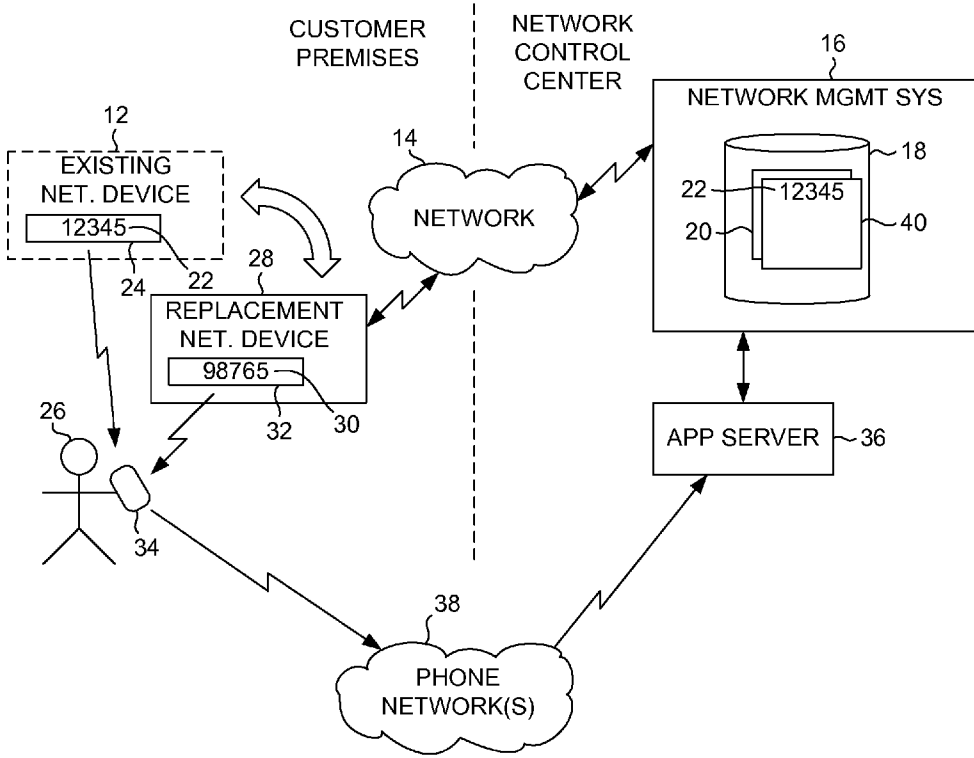 CUSTOMER
PREMISES
NETWORK
CONTROL
CENTER
16
NETWORK MGMT SYS
12
EXISTING
NET. DEVICE
12345
24
22
14
NETWORK
18
22
12345
20
40
28
REPLACEMENT
NET. DEVICE
98765
32
30
26
34
APP SERVER
36
38
PHONE
NETWORK(S)